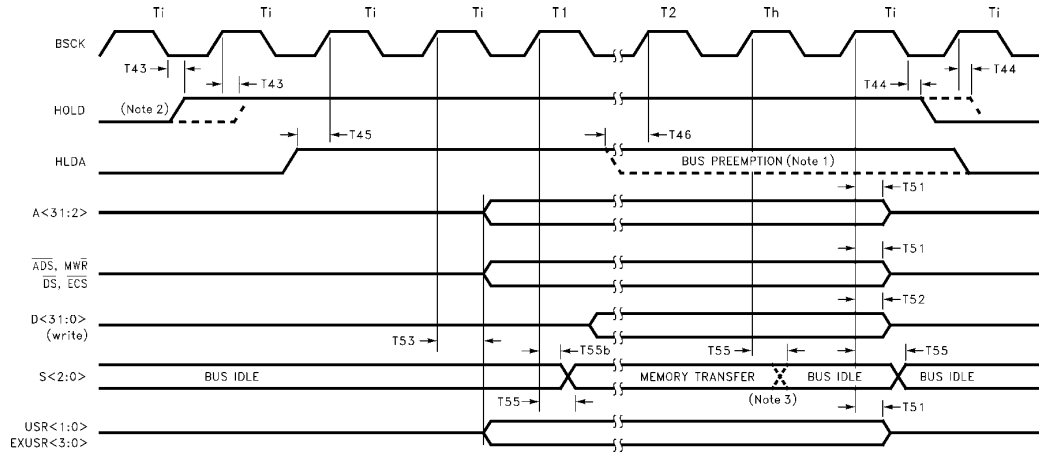 Ti Ti Ti Ti T1 T2 Th Ti Ti
BSCK
T43 T43 T44 T44
HOLD (Note 2)
T45 T46
HLDA BUS PREEMPTION (Note 1)
T51
A<31:2>
ADS, MWR T51
DS, ECS
T52
D<31:0>
(write)
T53 T55b T55 T55
S<2:0> BUS IDLE MEMORY TRANSFER BUS IDLE BUS IDLE
(Note 3)
T55 T51
USR<1:0>
EXUSR<3:0>